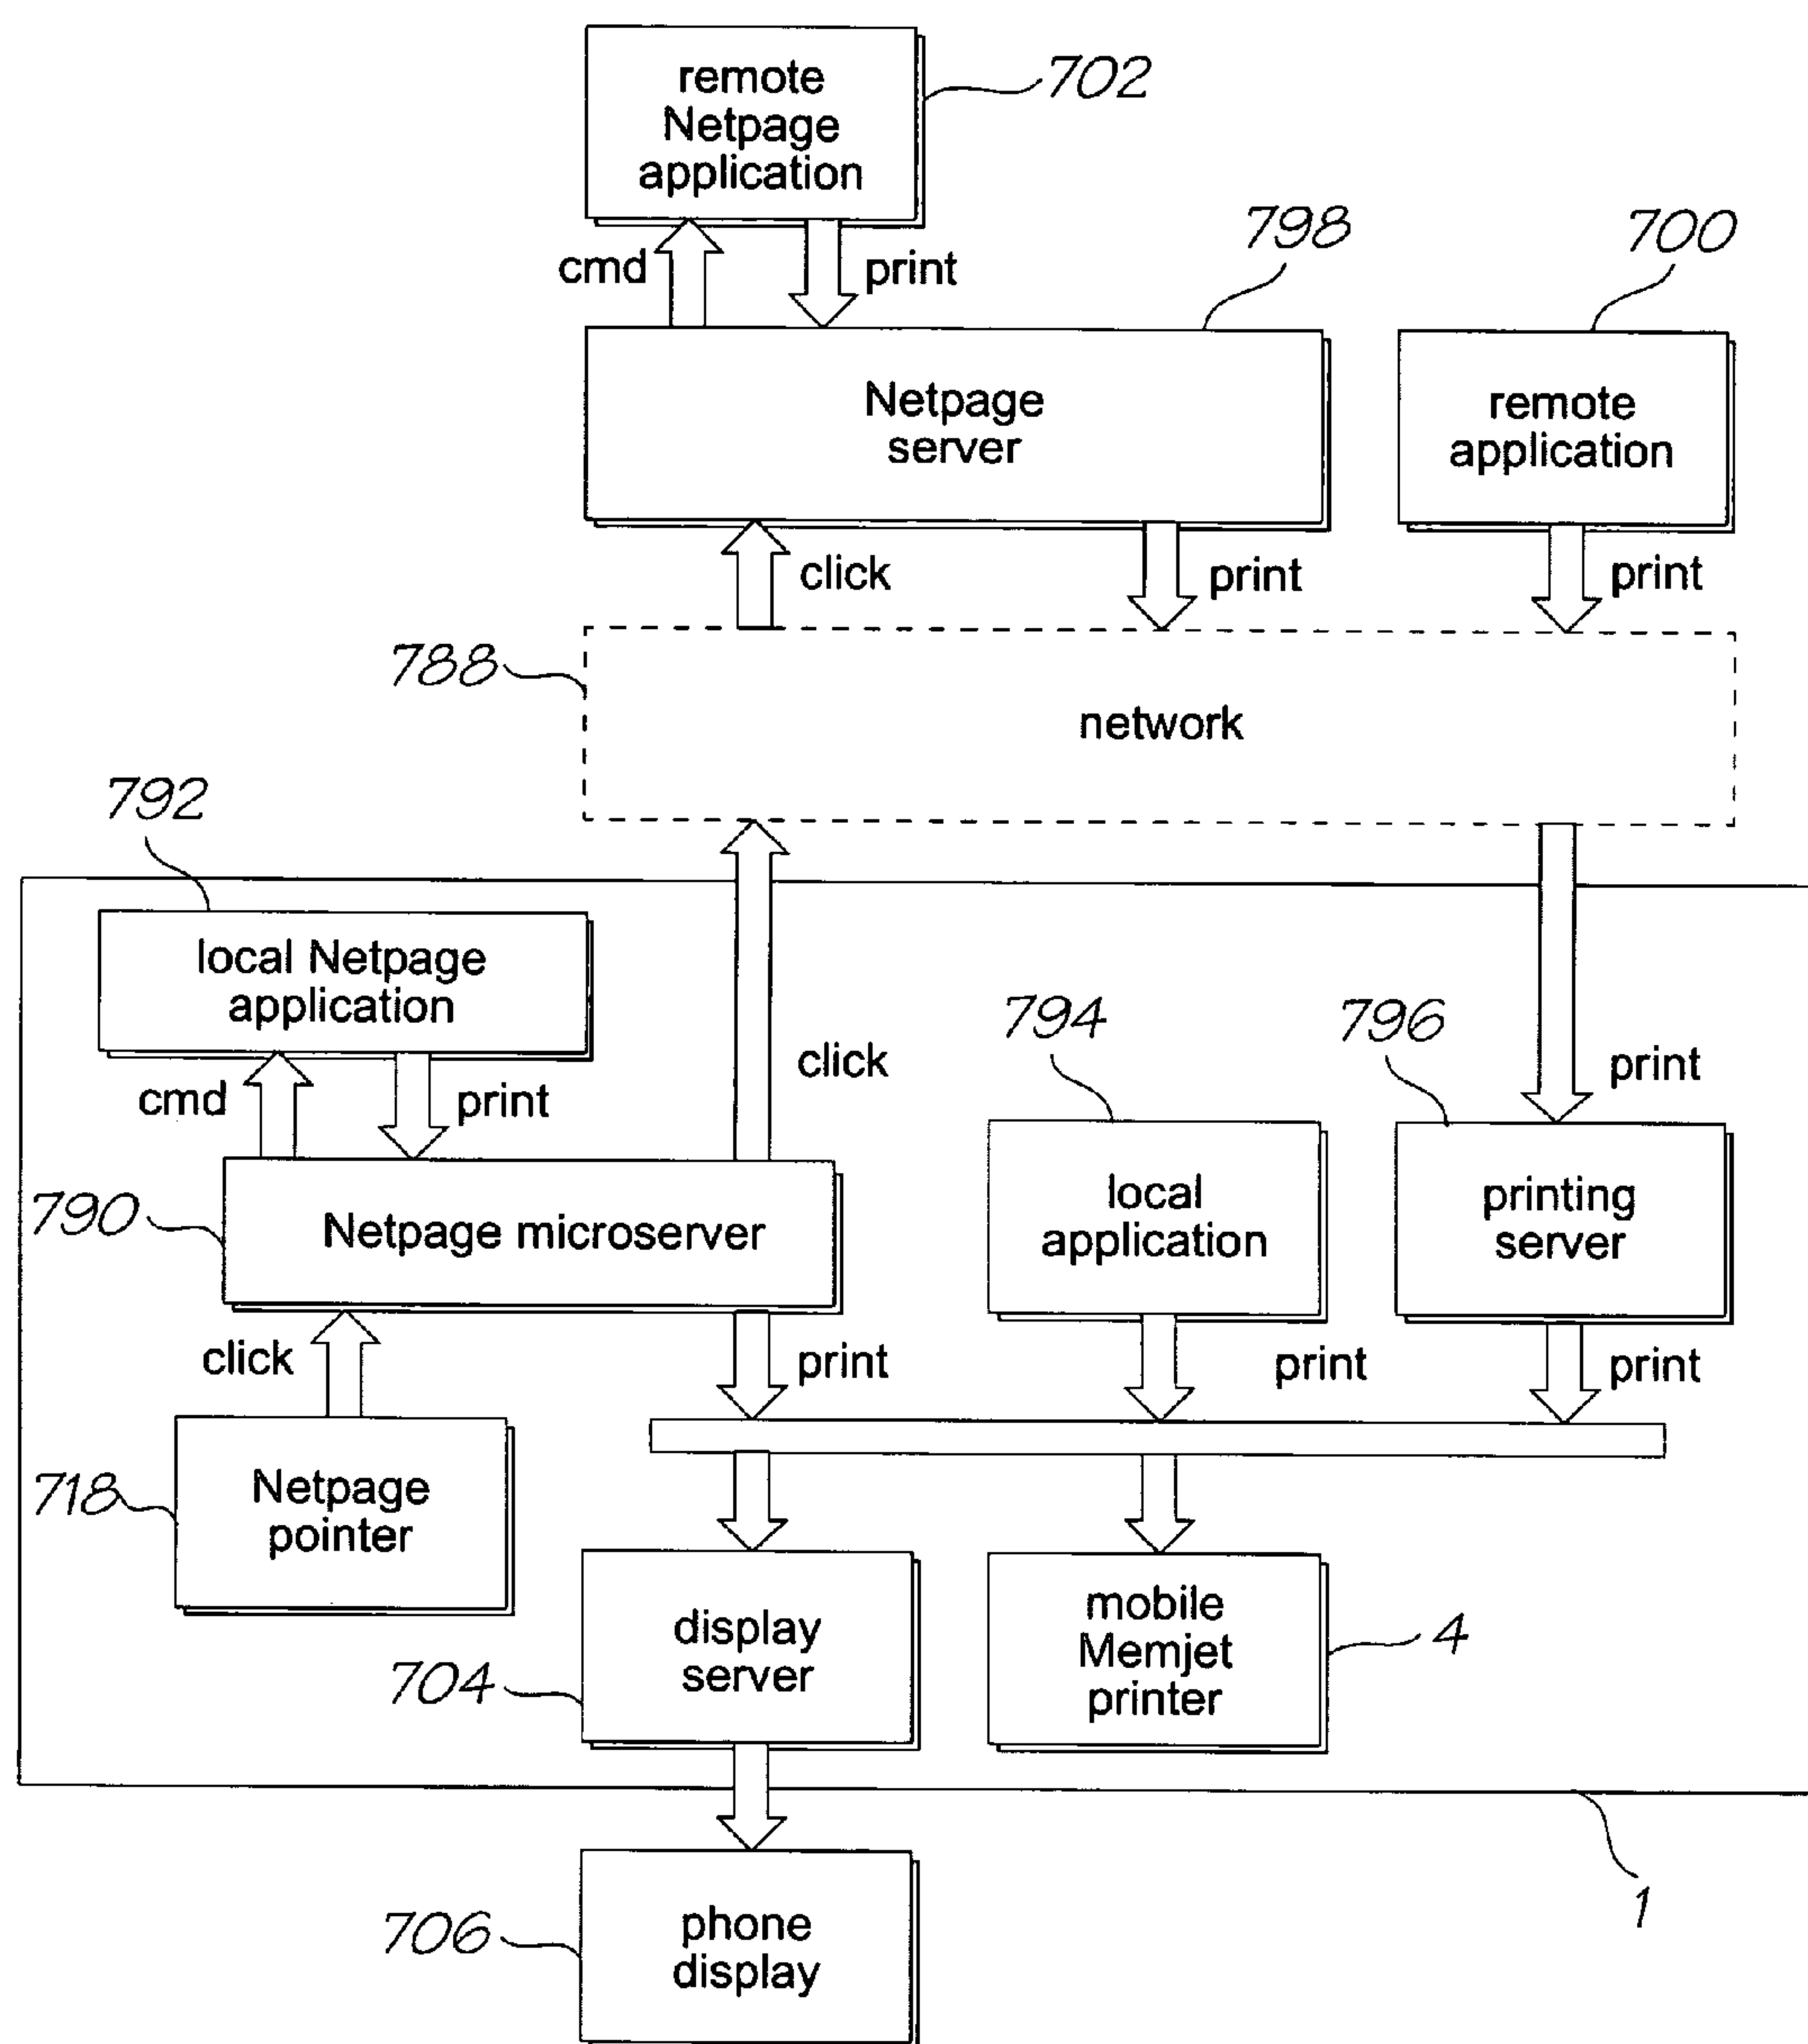 remote
Netpage
application
702
cmd
print
798
700
Netpage
server
remote
application
click
print
print
788
network
792
local Netpage
application
794
796
click
print
cmd
print
790
Netpage microserver
local
application
printing
server
click
print
print
print
718
Netpage
pointer
display
server
704
mobile
Memjet
printer
4
706
phone
display
1